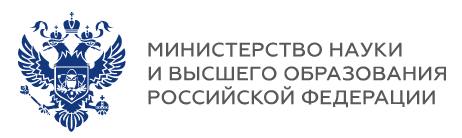 МИНИСТЕРСТВО НАУКИ
И ВЫСШЕГО ОБРАЗОВАНИЯ
РОССИЙСКОЙ ФЕДЕРАЦИИ